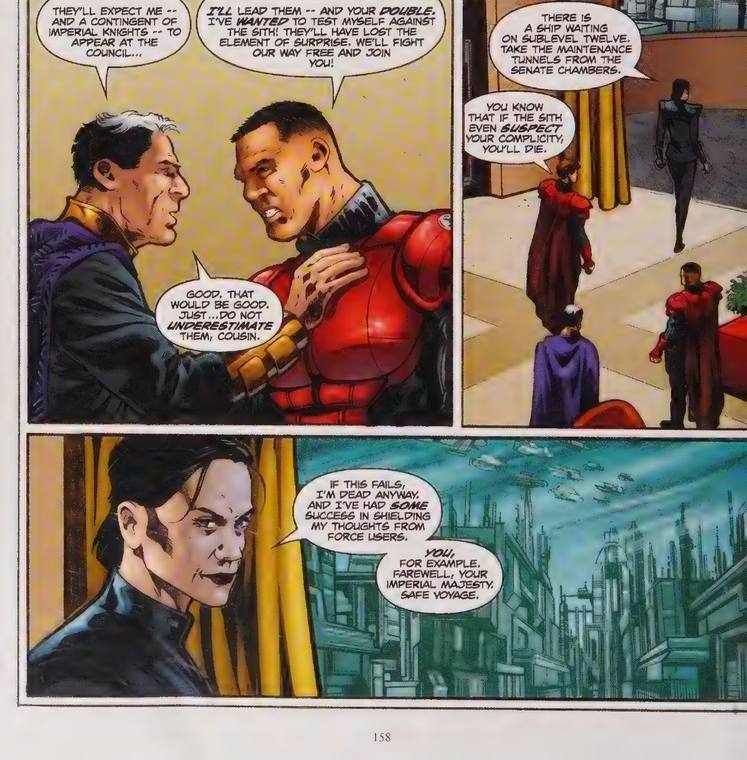 THEY'LL EXPECT ME --
AND A CONTINGENT OF
IMPERIAL KNIGHTS -- TO
APPEAR AT THE
COUNCIL...
I'LL LEAD THEM -- AND YOUR DOUBLE.
I'VE WANTED TO TEST MYSELF AGAINST
THE SITH! THEY'LL HAVE LOST THE
ELEMENT OF SURPRISE. WE'LL FIGHT
OUR WAY FREE AND JOIN
YOU!
GOOD. THAT
WOULD BE GOOD.
JUST...DO NOT
UNDERESTIMATE
THEM, COUSIN.
THERE IS
A SHIP WAITING
ON SUBLEVEL TWELVE.
TAKE THE MAINTENANCE
TUNNELS FROM THE
SENATE CHAMBERS.
YOU KNOW
THAT IF THE SITH
EVEN SUSPECT
YOUR COMPLICITY,
YOU'LL DIE.
IF THIS FAILS,
I'M DEAD ANYWAY.
AND I'VE HAD SOME
SUCCESS IN SHIELDING
MY THOUGHTS FROM
FORCE USERS.
YOU,
FOR EXAMPLE.
FAREWELL, YOUR
IMPERIAL MAJESTY.
SAFE VOYAGE.
158